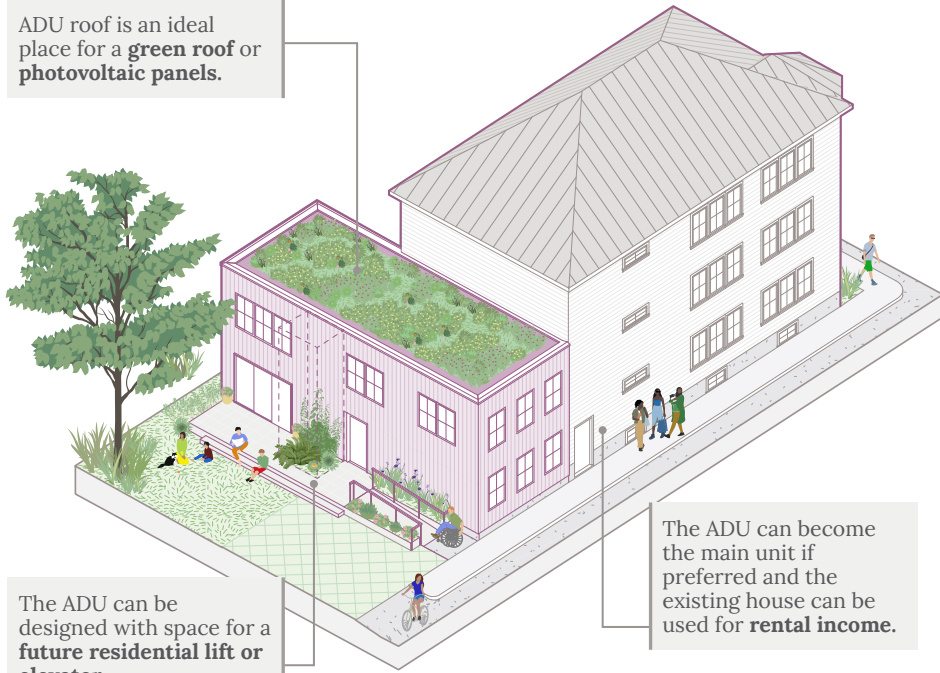 ADU roof is an ideal
place for a green roof or
photovoltaic panels.
The ADU can become
the main unit if
preferred and the
existing house can be
used for rental income.
The ADU can be
designed with space for a
future residential lift or